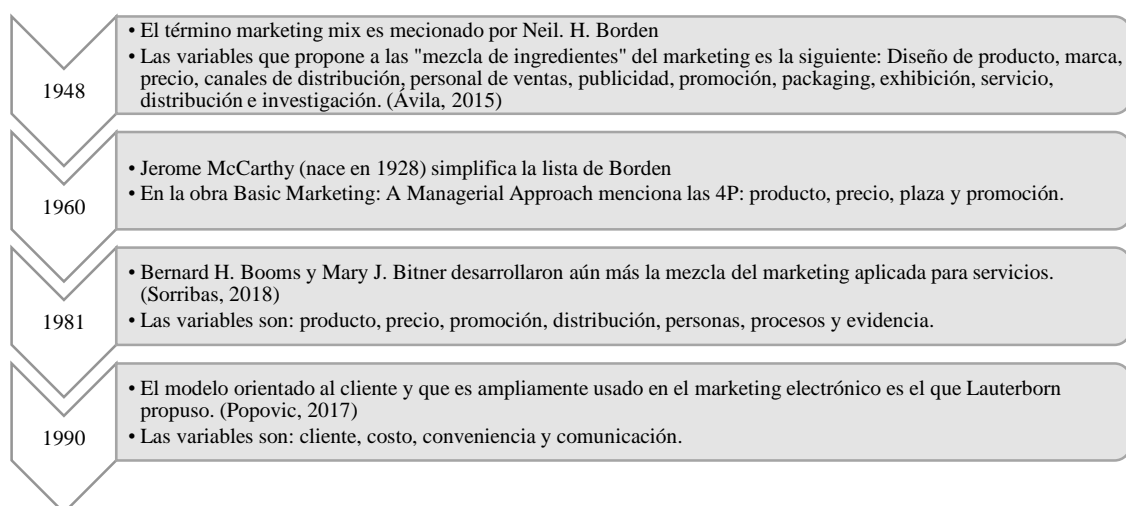 1948
• El término marketing mix es mecionado por Neil. H. Borden
• Las variables que propone a las "mezcla de ingredientes" del marketing es la siguiente: Diseño de producto, marca,
precio, canales de distribución, personal de ventas, publicidad, promoción, packaging, exhibición, servicio,
distribución e investigación. (Ávila, 2015)
1960
• Jerome McCarthy (nace en 1928) simplifica la lista de Borden
• En la obra Basic Marketing: A Managerial Approach menciona las 4P: producto, precio, plaza y promoción.
1981
• Bernard H. Booms y Mary J. Bitner desarrollaron aún más la mezcla del marketing aplicada para servicios.
(Sorribas, 2018)
• Las variables son: producto, precio, promoción, distribución, personas, procesos y evidencia.
1990
• El modelo orientado al cliente y que es ampliamente usado en el marketing electrónico es el que Lauterborn
propuso. (Popovic, 2017)
• Las variables son: cliente, costo, conveniencia y comunicación.